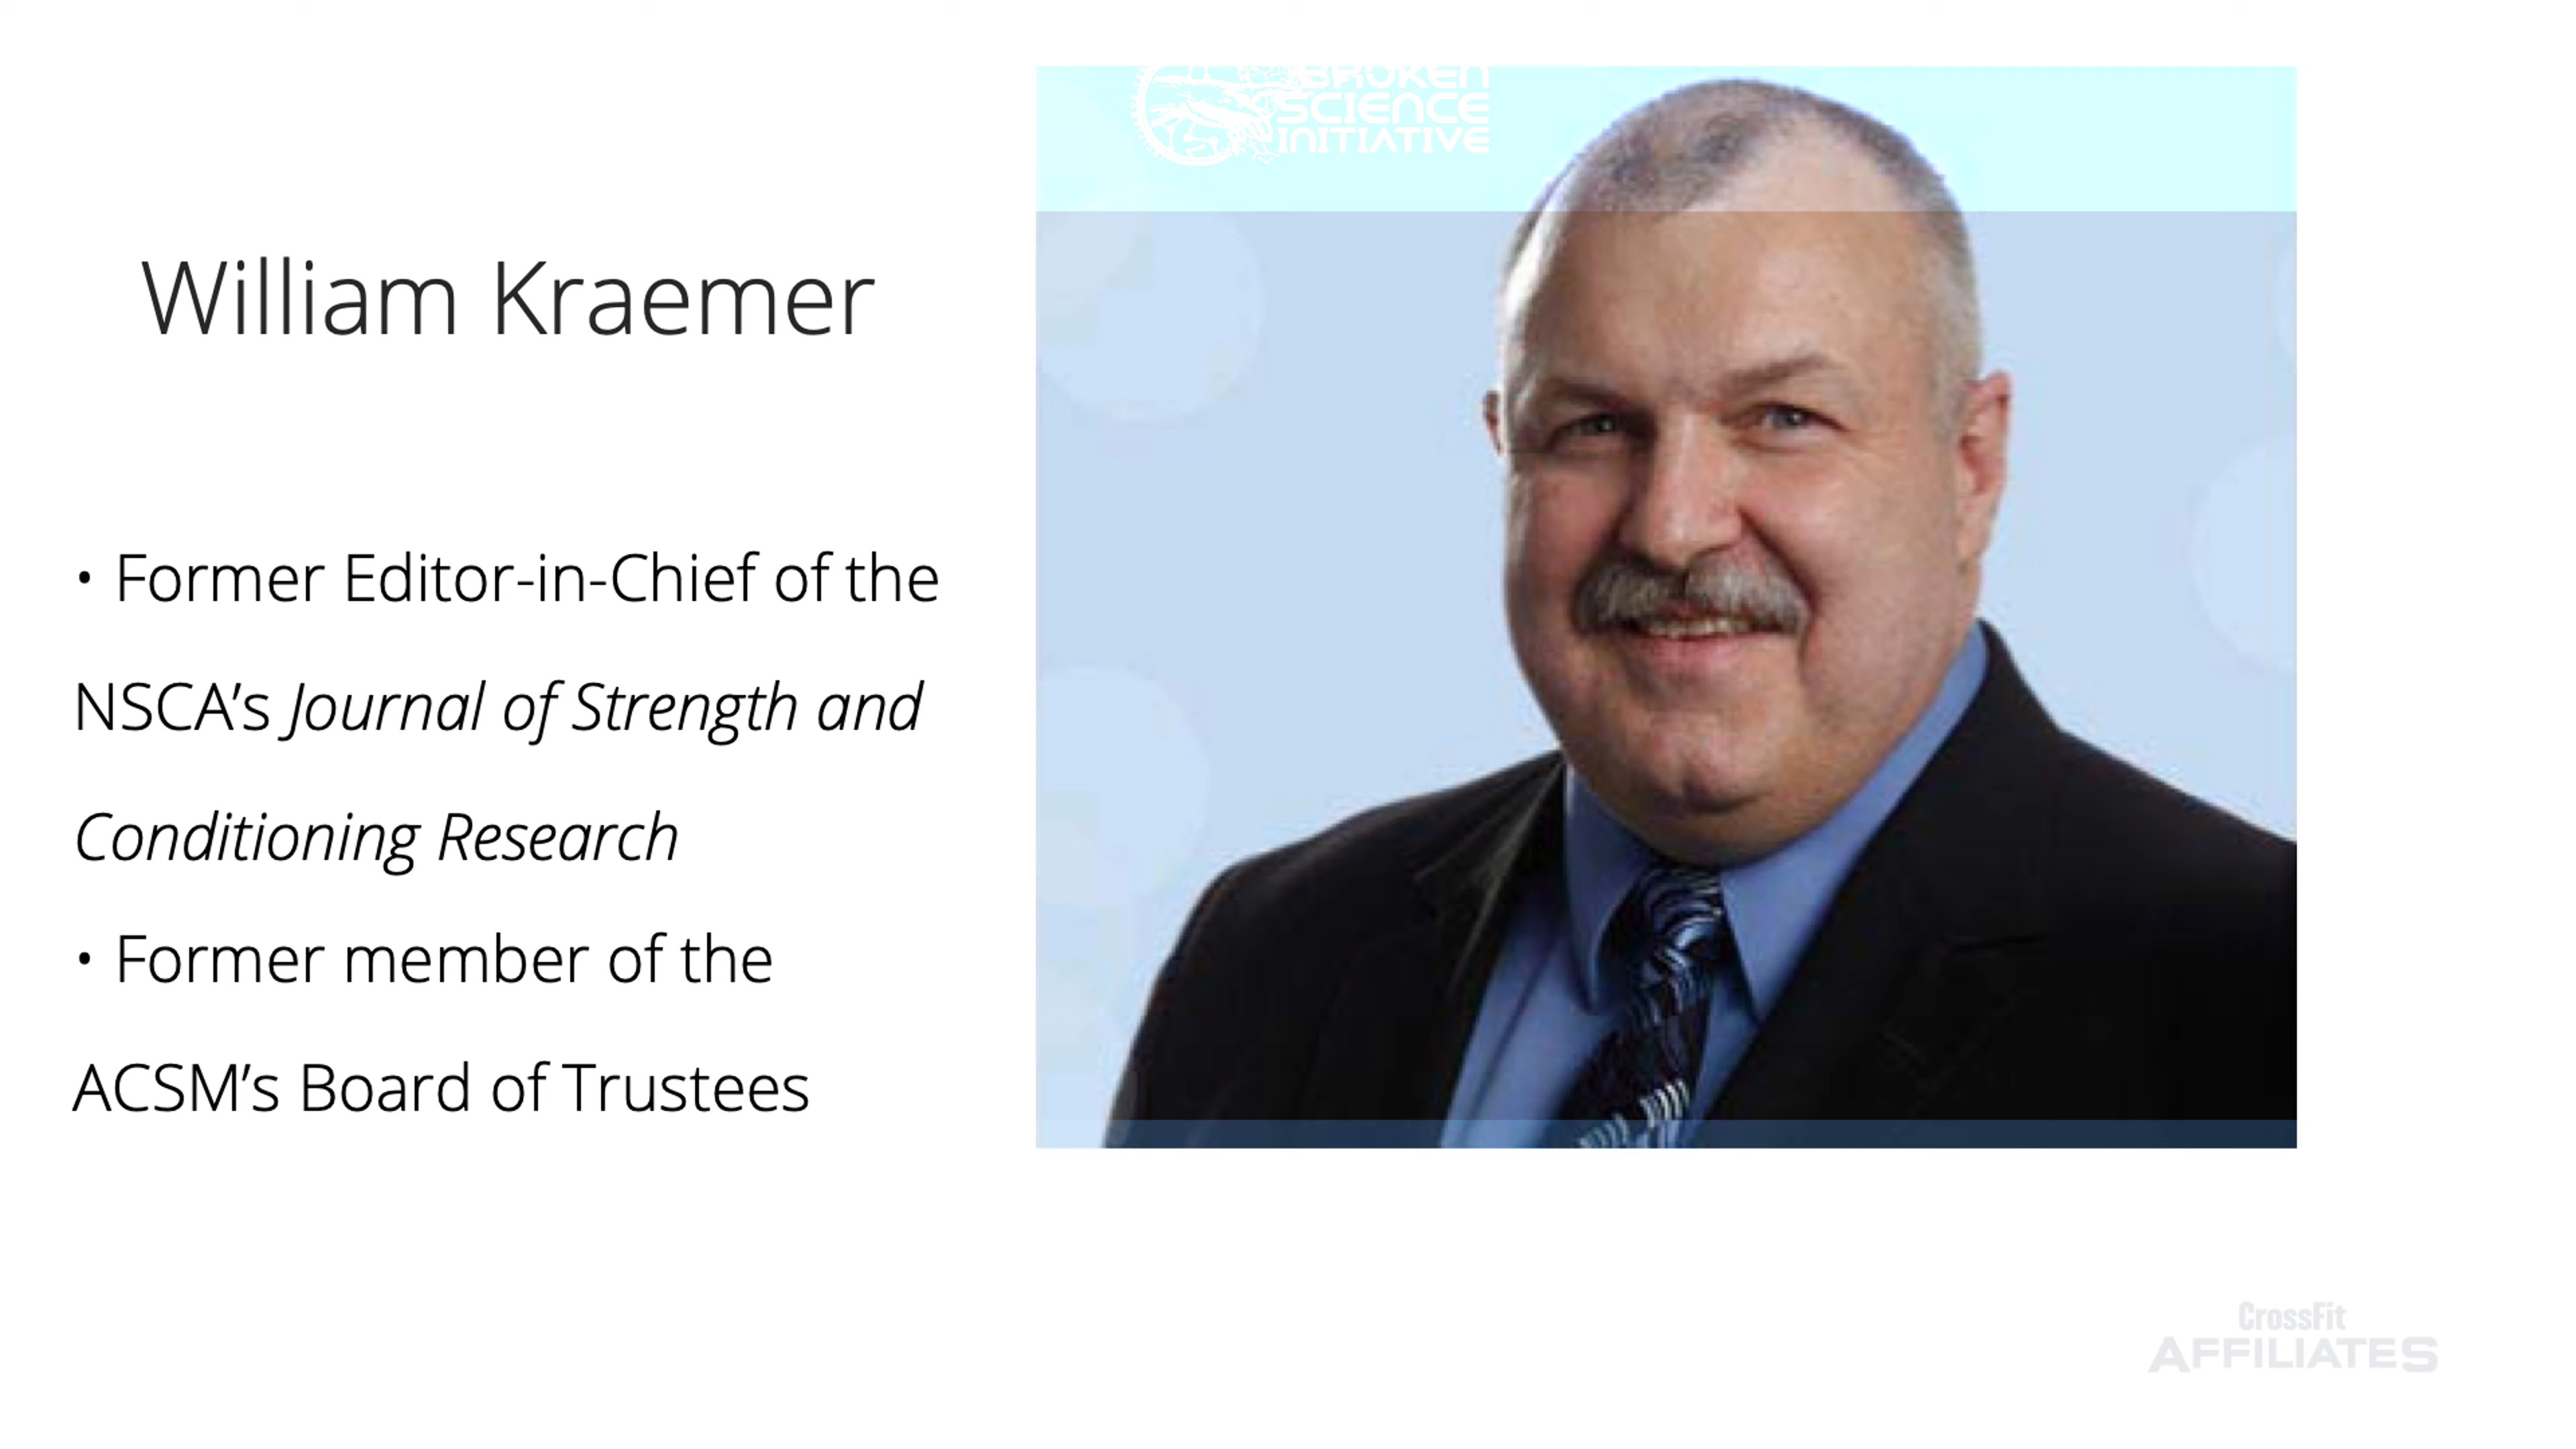 BROKEN
SCIENCE
INITIATIVE
William Kraemer
• Former Editor-in-Chief of the
NSCA’s Journal of Strength and
Conditioning Research
• Former member of the
ACSM’s Board of Trustees
CrossFit
AFFILIATES